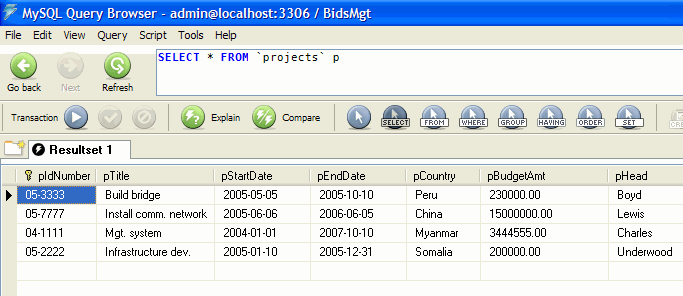 MySQL Query Browser - admin@localhost:3306 / BidsMgt
File Edit View Query Script Tools Help
SELECT * FROM `projects` p
Go back Next Refresh
Transaction Explain Compare SELECT FROM WHERE GROUP HAVING ORDER SET
Resultset 1
pIdNumber pTitle pStartDate pEndDate pCountry pBudgetAmt pHead
05-3333 Build bridge 2005-05-05 2005-10-10 Peru 230000.00 Boyd
05-7777 Install comm. network 2005-06-06 2006-06-05 China 15000000.00 Lewis
04-1111 Mgt. system 2004-01-01 2007-10-10 Myanmar 3444555.00 Charles
05-2222 Infrastructure dev. 2005-01-10 2005-12-31 Somalia 200000.00 Underwood